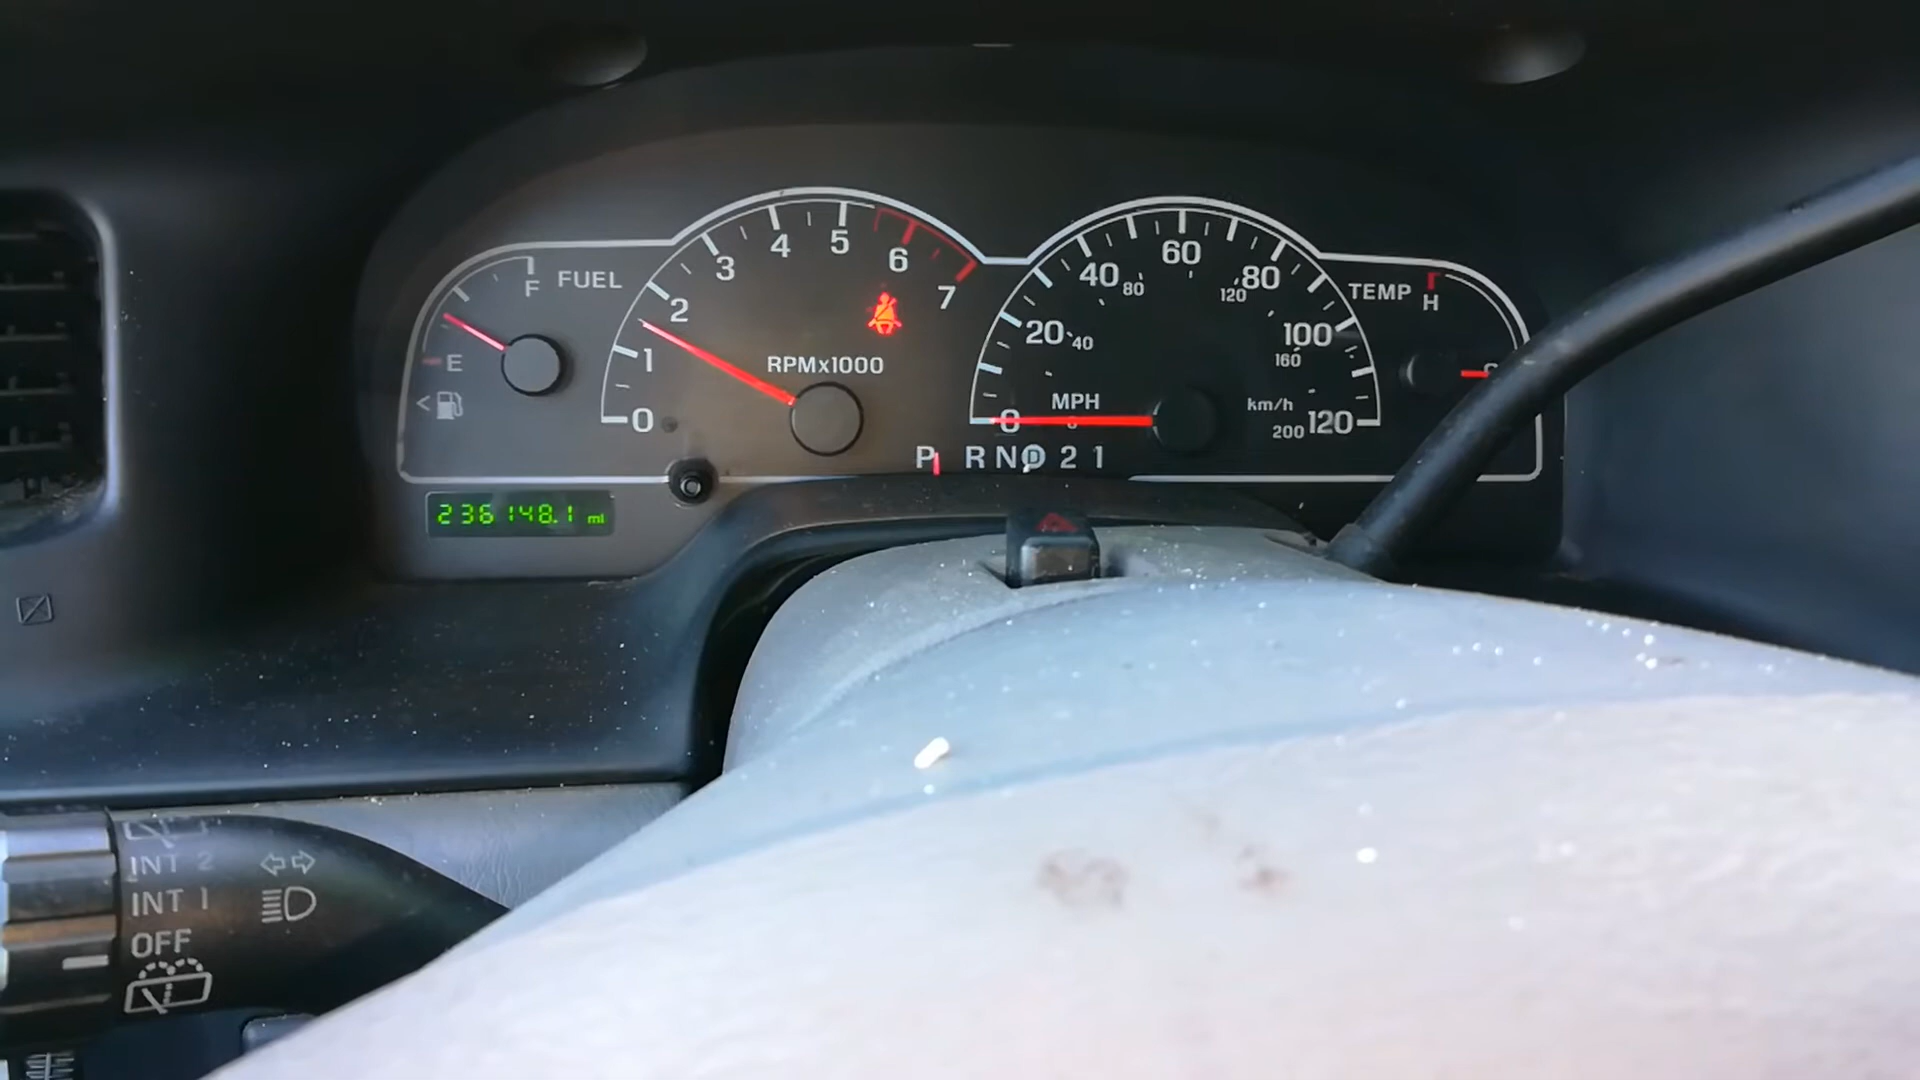 F FUEL
E
0 1 2 3 4 5 6 7
RPMx1000
0 20 40 60 80 100 120
40 80 120 160 200
MPH
km/h
TEMP H
P R N D 2 1
236148.1 mi
INT 2
INT 1
OFF